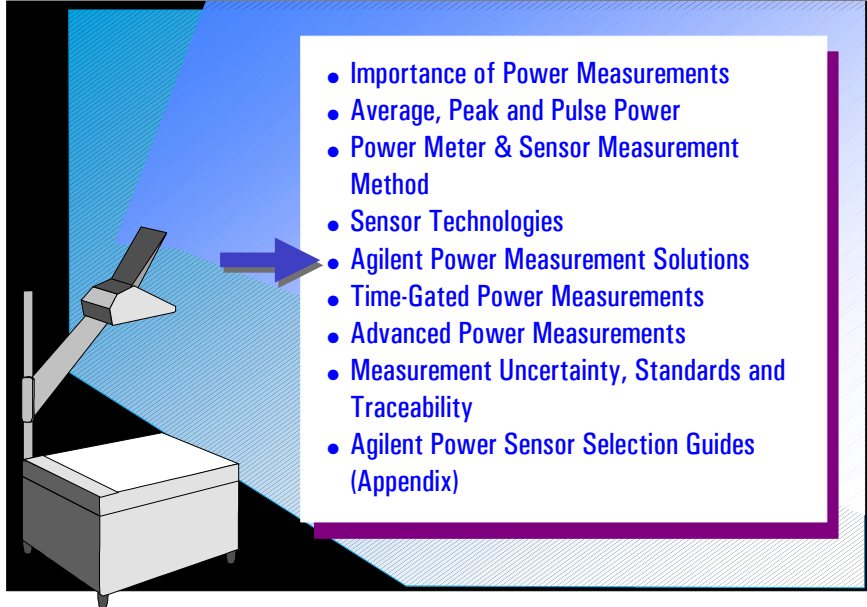 ● Importance of Power Measurements
● Average, Peak and Pulse Power
● Power Meter & Sensor Measurement
Method
● Sensor Technologies
● Agilent Power Measurement Solutions
● Time-Gated Power Measurements
● Advanced Power Measurements
● Measurement Uncertainty, Standards and
Traceability
● Agilent Power Sensor Selection Guides
(Appendix)